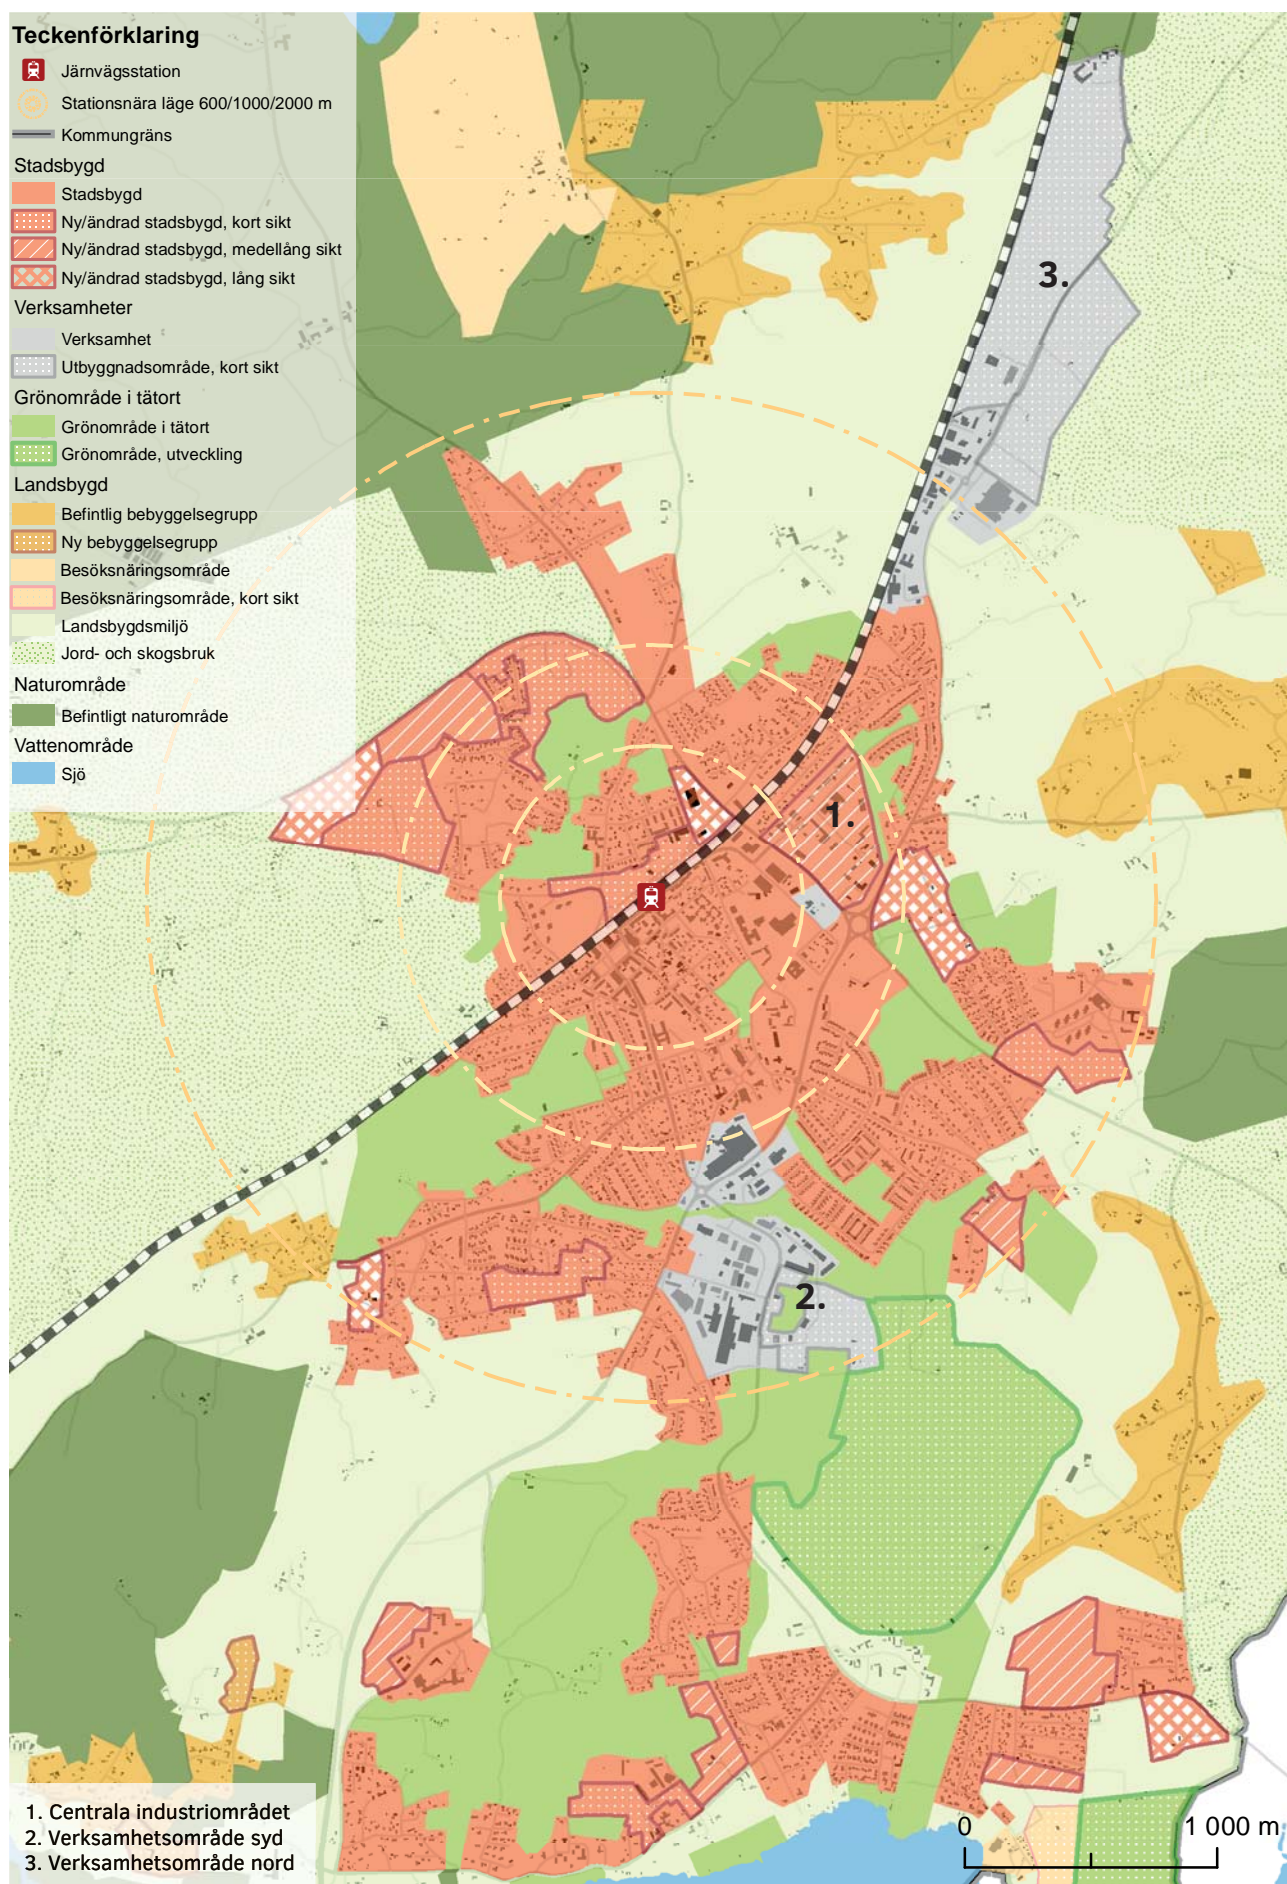 Teckenförklaring
Järnvägsstation
Stationsnära läge 600/1000/2000 m
Kommungräns
Stadsbygd
Stadsbygd
Ny/ändrad stadsbygd, kort sikt
Ny/ändrad stadsbygd, medellång sikt
Ny/ändrad stadsbygd, lång sikt
Verksamheter
Verksamhet
Utbyggnadsområde, kort sikt
Grönområde i tätort
Grönområde i tätort
Grönområde, utveckling
Landsbygd
Befintlig bebyggelsegrupp
Ny bebyggelsegrupp
Besöksnäringsområde
Besöksnäringsområde, kort sikt
Landsbygdsmiljö
Jord- och skogsbruk
Naturområde
Befintligt naturområde
Vattenområde
Sjö
3.
1.
2.
1. Centrala industriområdet
2. Verksamhetsområde syd
3. Verksamhetsområde nord
0 1 000 m